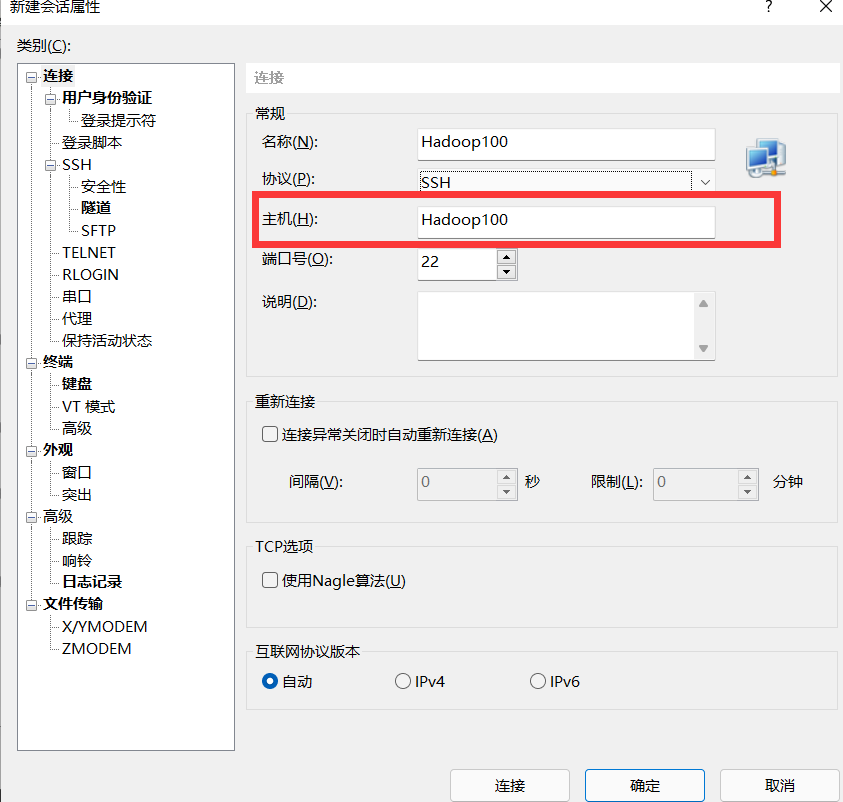 新建会话属性
?
类别(C):
连接
用户身份验证
登录提示符
登录脚本
SSH
安全性
隧道
SFTP
TELNET
RLOGIN
串口
代理
保持活动状态
终端
键盘
VT 模式
高级
外观
窗口
突出
高级
跟踪
响铃
日志记录
文件传输
X/YMODEM
ZMODEM
连接
常规
名称(N): Hadoop100
协议(P): SSH
主机(H): Hadoop100
端口号(O): 22
说明(D):
重新连接
连接异常关闭时自动重新连接(A)
间隔(V): 0 秒 限制(L): 0 分钟
TCP选项
使用Nagle算法(U)
互联网协议版本
自动 IPv4 IPv6
连接 确定 取消